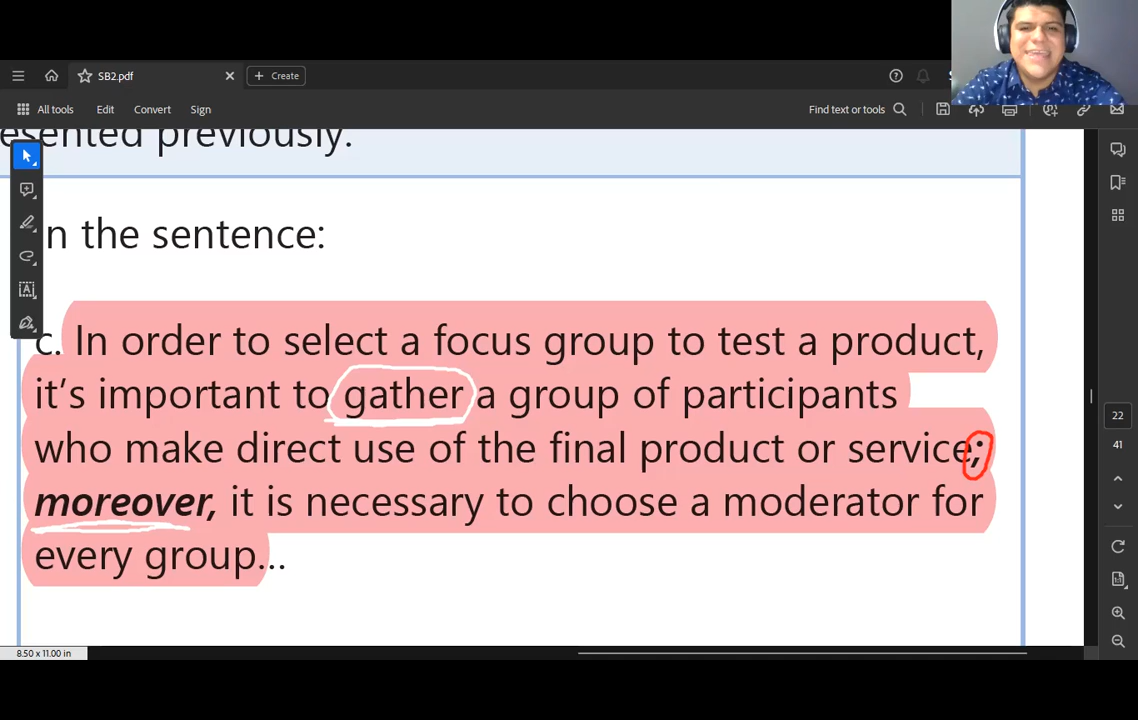 SB2.pdf
Create
All tools Edit Convert Sign Find text or tools
presented previously.
In the sentence:
c. In order to select a focus group to test a product,
it’s important to gather a group of participants
who make direct use of the final product or service;
moreover, it is necessary to choose a moderator for
every group...
22
41
8.50 x 11.00 in